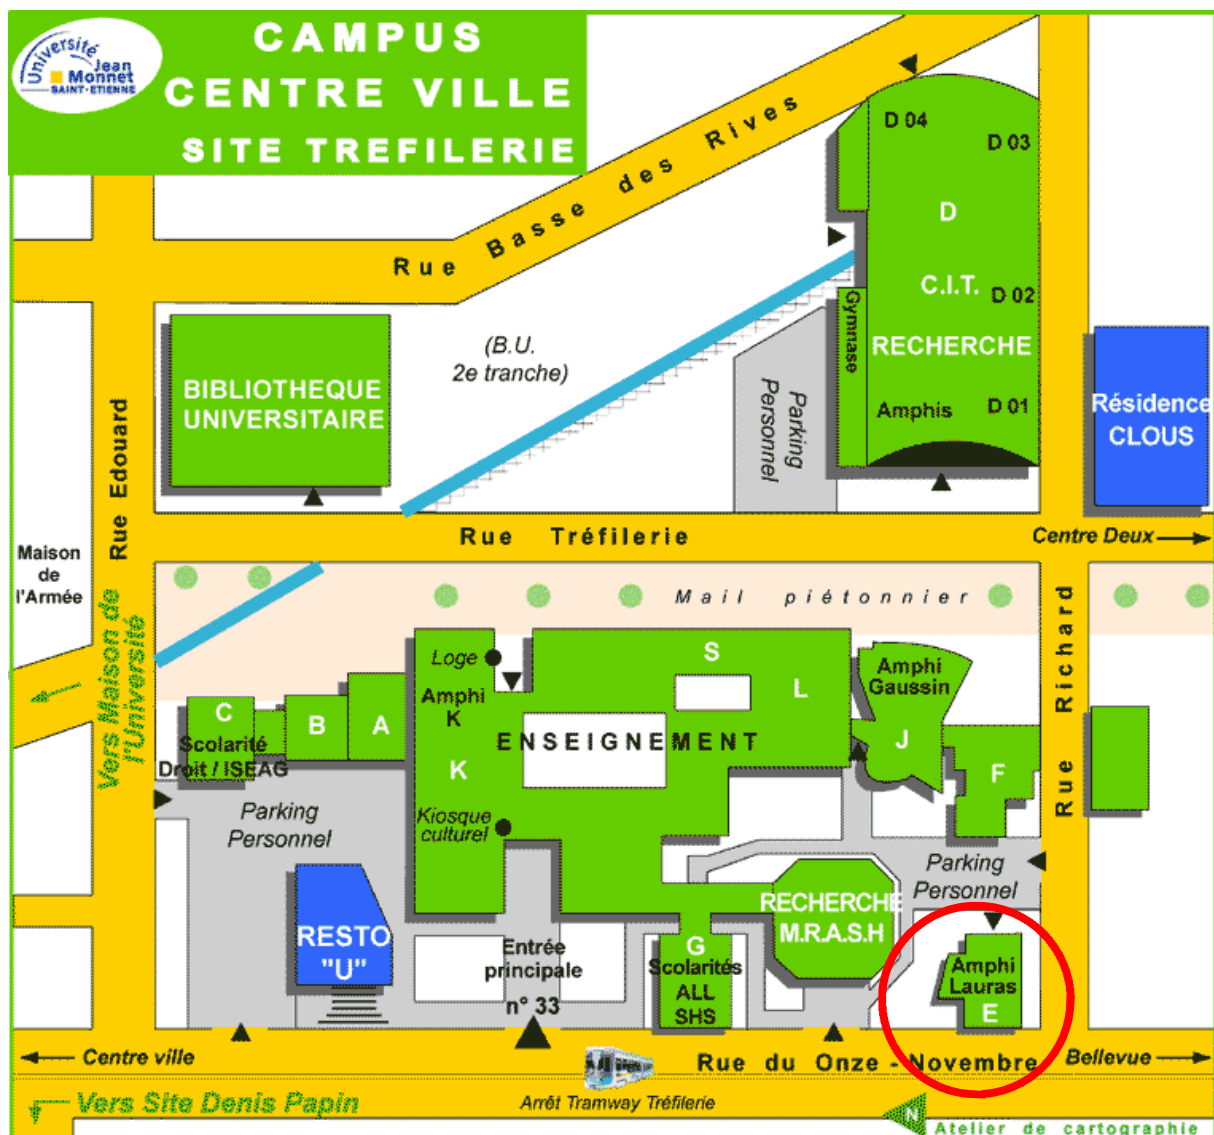 Université
Jean
Monnet
SAINT-ETIENNE
CAMPUS
CENTRE VILLE
SITE TREFILERIE
Rue Basse des Rives
D 04
D 03
D
C.I.T.
D 02
RECHERCHE
Gymnase
Amphis
D 01
Parking
Personnel
(B.U.
2e tranche)
BIBLIOTHEQUE
UNIVERSITAIRE
Résidence
CLOUS
Rue Edouard
Rue Tréfilerie
Centre Deux
Maison
de
l'Armée
Vers Maison de
l'Université
Mail piétonnier
Rue Richard
Loge
Amphi
K
S
L
Amphi
Gaussin
C
B
A
Scolarité
Droit / ISEAG
ENSEIGNEMENT
K
J
F
Kiosque
culturel
Parking
Personnel
Parking
Personnel
RESTO
"U"
Entrée
principale
n° 33
G
Scolarités
ALL
SHS
RECHERCHE
M.R.A.S.H
Amphi
Lauras
E
Centre ville
Rue du Onze - Novembre
Bellevue
Vers Site Denis Papin
Arrêt Tramway Tréfilerie
N
Atelier de cartographie